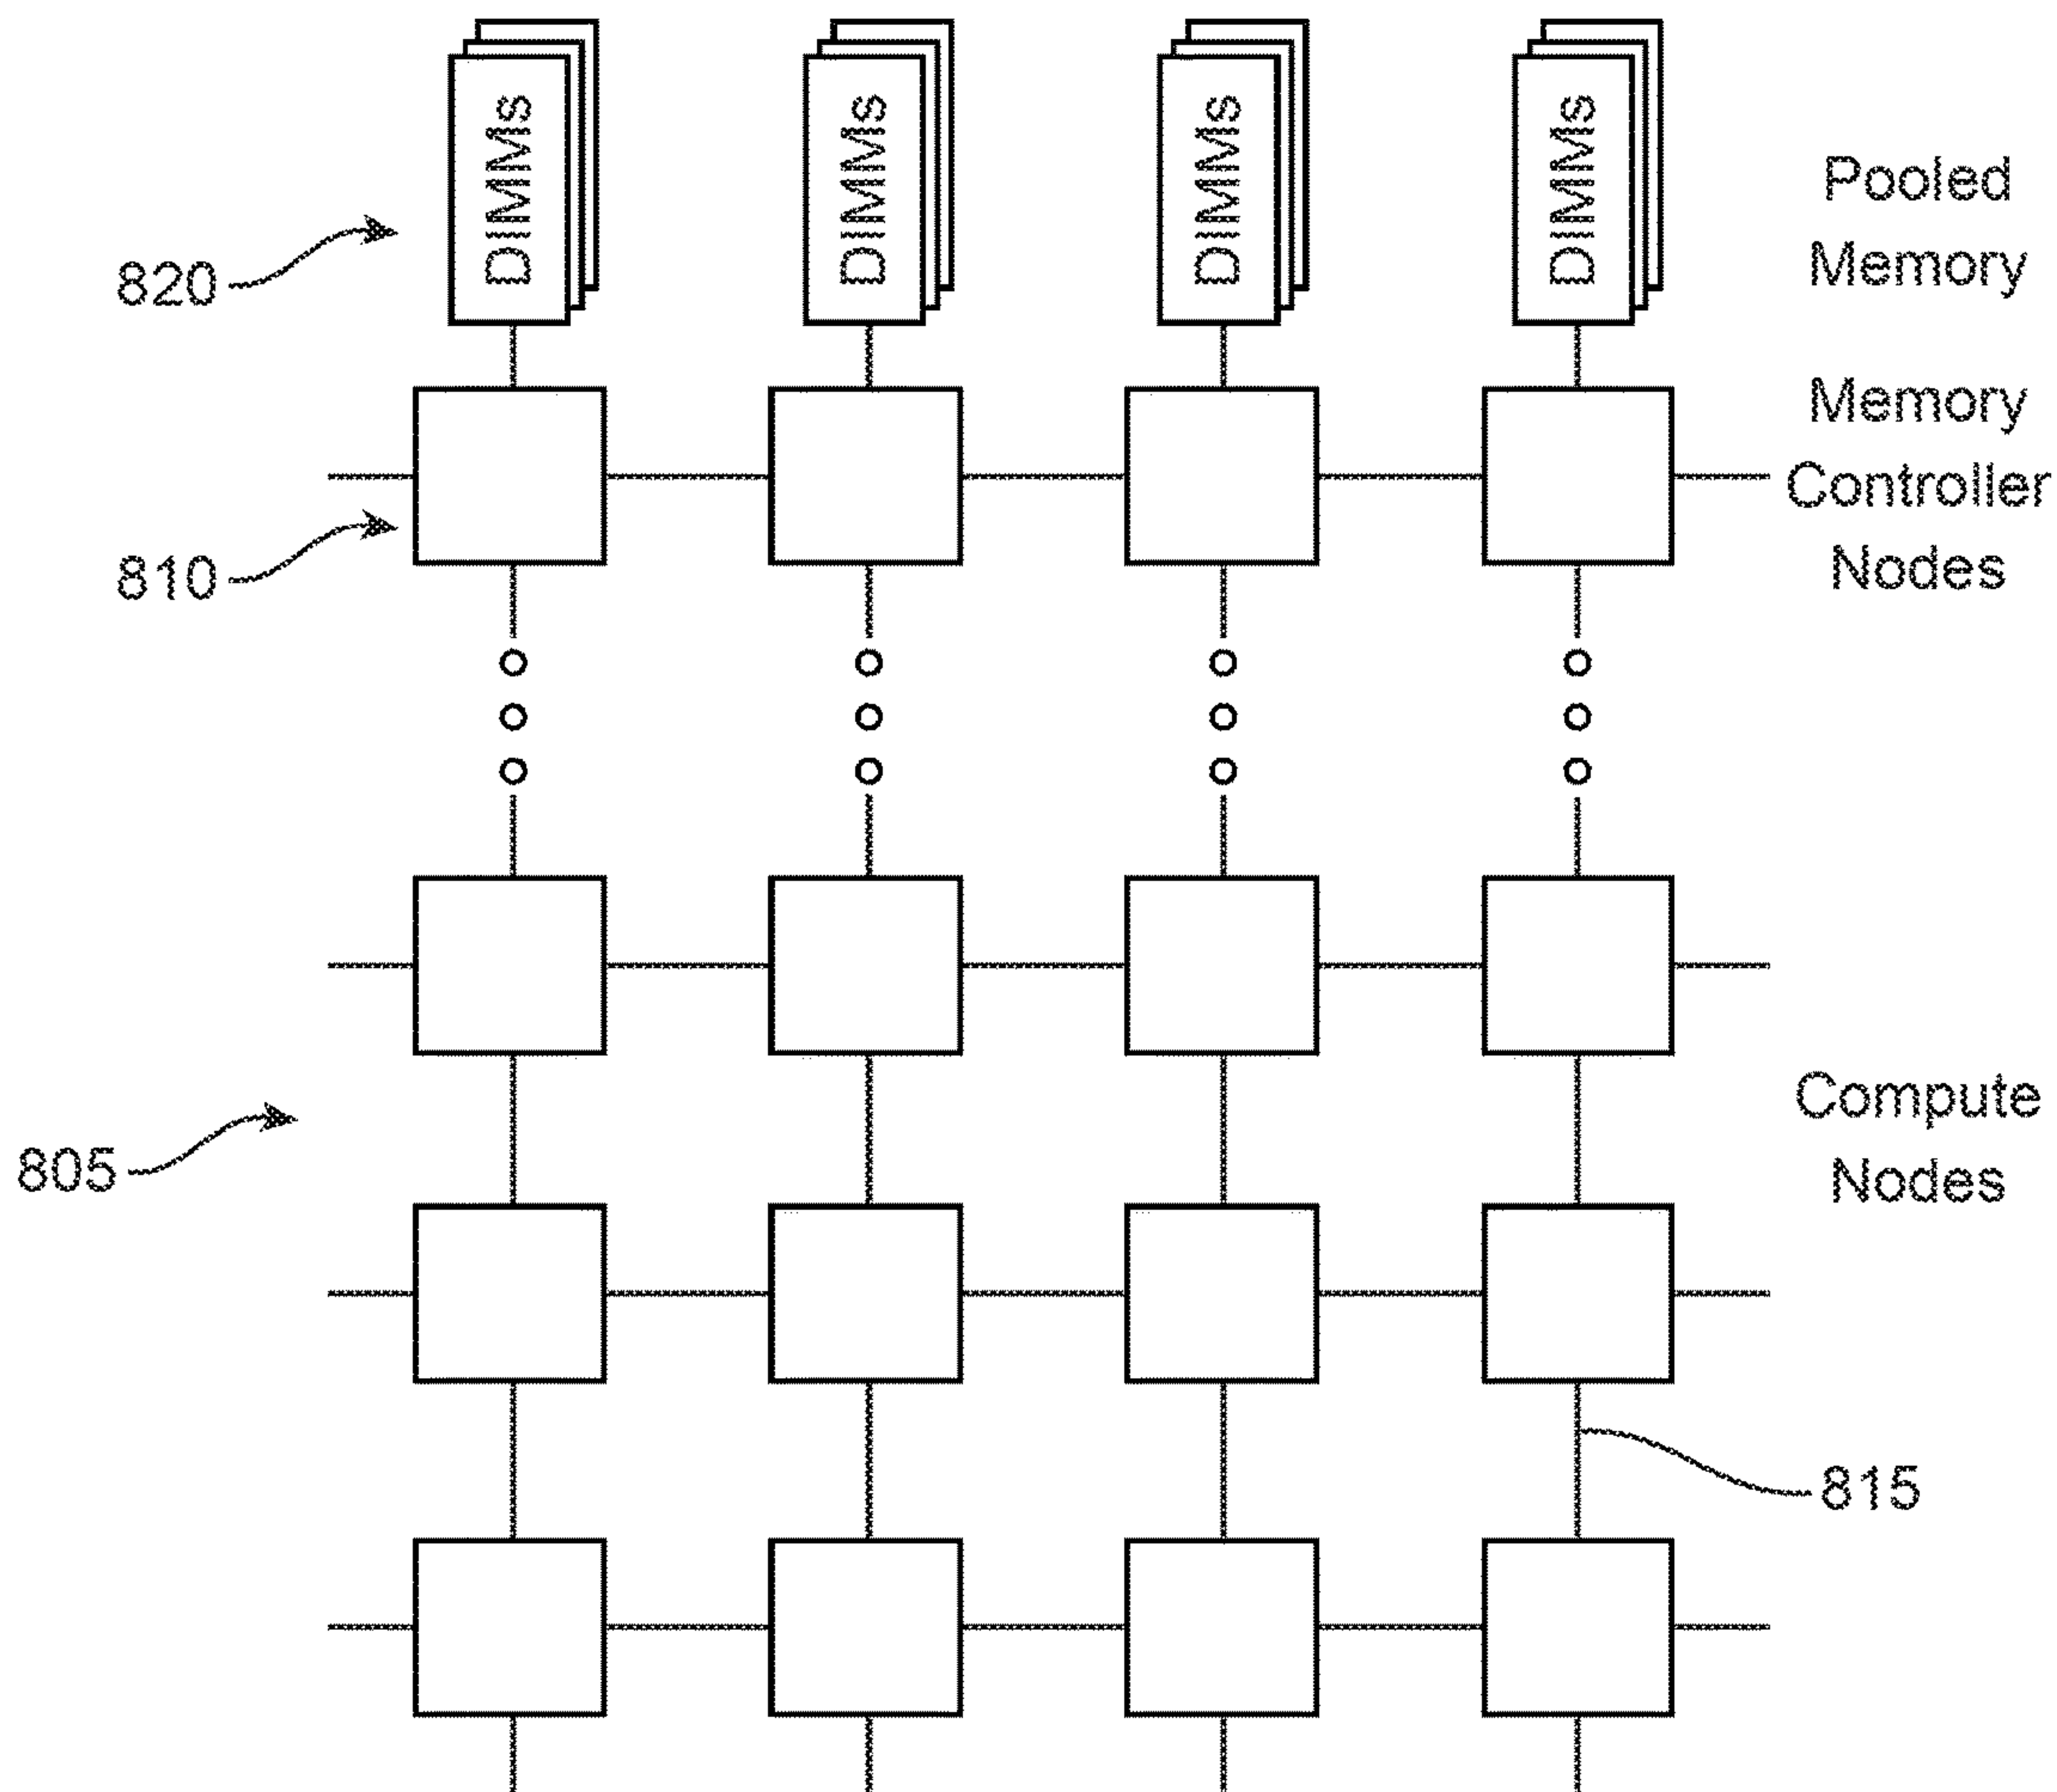 DIMMs
DIMMs
DIMMs
DIMMs
Pooled
Memory
820
Memory
Controller
Nodes
810
Compute
Nodes
805
815